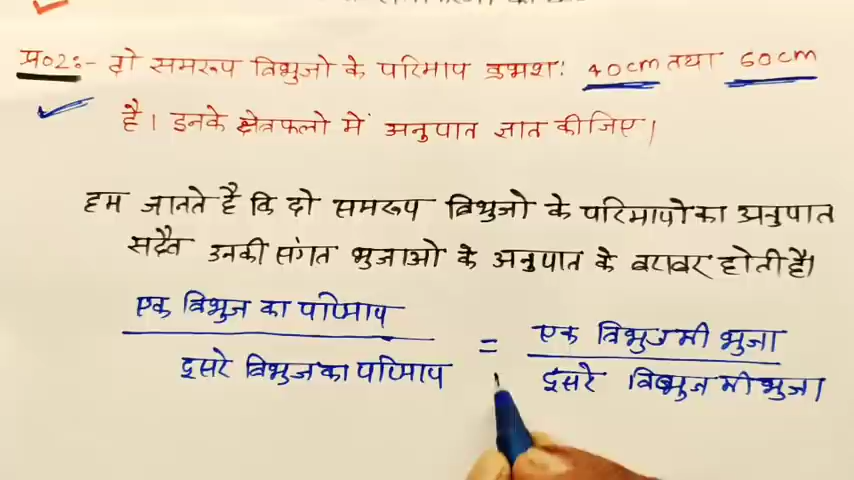 प्र०2ः- दो समरूप त्रिभुजो के परिमाप क्रमशः 40cm तथा 60cm
है। इनके क्षेत्रफलो में अनुपात ज्ञात कीजिए।
हम जानते है कि दो समरूप त्रिभुजो के परिमापो का अनुपात
सदैव उनकी संगत भुजाओ के अनुपात के बराबर होती है।
एक त्रिभुज का परिमाप
दूसरे त्रिभुज का परिमाप
=
एक त्रिभुज की भुजा
दूसरे त्रिभुज की भुजा